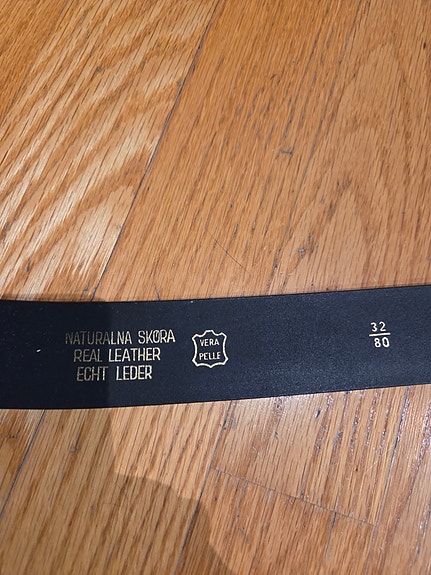 NATURALNA SKÓRA
REAL LEATHER
ECHT LEDER
VERA
PELLE
32
80